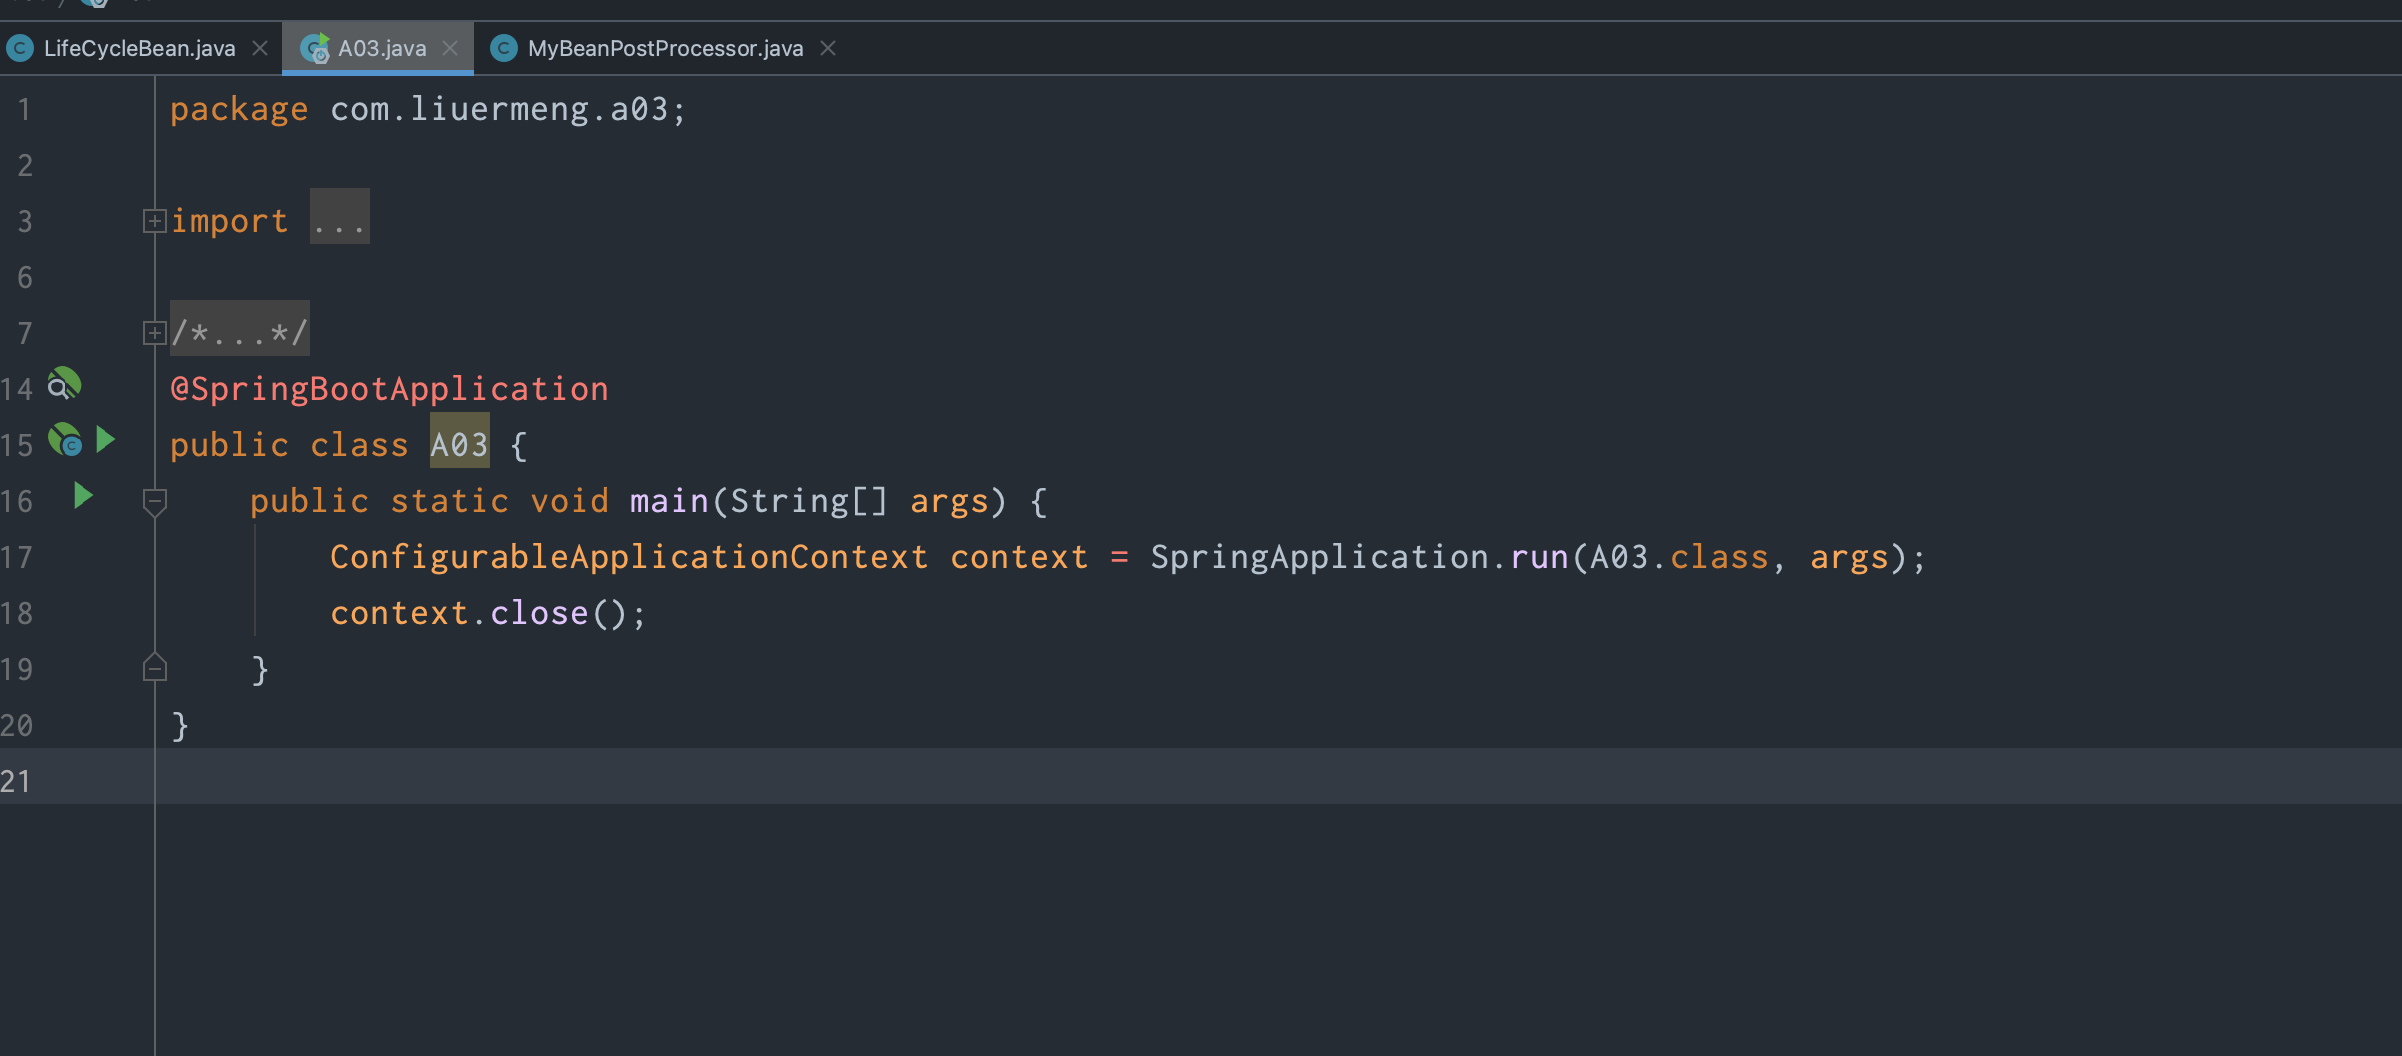 LifeCycleBean.java A03.java MyBeanPostProcessor.java
1 package com.liuermeng.a03;
2
3 import ...
6
7 /*...*/
14 @SpringBootApplication
15 public class A03 {
16 public static void main(String[] args) {
17 ConfigurableApplicationContext context = SpringApplication.run(A03.class, args);
18 context.close();
19 }
20 }
21